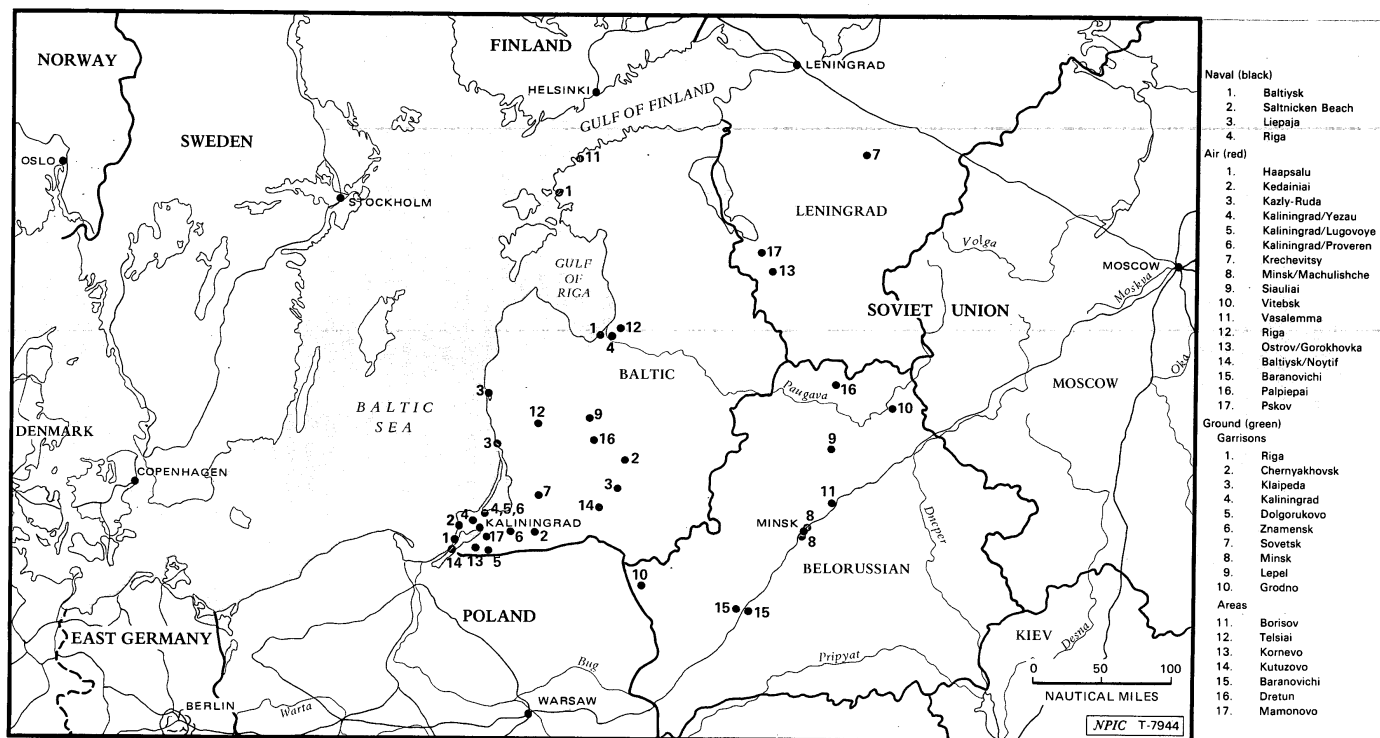 NORWAY
FINLAND
LENINGRAD
HELSINKI
GULF OF FINLAND
SWEDEN
OSLO
11
7
1
STOCKHOLM
LENINGRAD
Volga
17
13
GULF
OF
RIGA
MOSCOW
Moskva
SOVIET UNION
1
12
4
Oka
BALTIC
MOSCOW
Paugava
16
10
3
BALTIC
SEA
12
9
16
DENMARK
3
2
9
COPENHAGEN
3
7
14
11
Dneper
4,5,6
2
4
KALININGRAD
MINSK
8
8
1
17
6
2
14
13
5
BELORUSSIAN
10
15
15
POLAND
EAST GERMANY
KIEV
Desna
Bug
Pripyat
0 50 100
NAUTICAL MILES
Warta
WARSAW
BERLIN
NPIC T-7944
Naval (black)
1. Baltiysk
2. Saltnicken Beach
3. Liepaja
4. Riga
Air (red)
1. Haapsalu
2. Kedainiai
3. Kazly-Ruda
4. Kaliningrad/Yezau
5. Kaliningrad/Lugovoye
6. Kaliningrad/Proveren
7. Krechevitsy
8. Minsk/Machulishche
9. Siauliai
10. Vitebsk
11. Vasalemma
12. Riga
13. Ostrov/Gorokhovka
14. Baltiysk/Noytif
15. Baranovichi
16. Palpiepai
17. Pskov
Ground (green)
Garrisons
1. Riga
2. Chernyakhovsk
3. Klaipeda
4. Kaliningrad
5. Dolgorukovo
6. Znamensk
7. Sovetsk
8. Minsk
9. Lepel
10. Grodno
Areas
11. Borisov
12. Telsiai
13. Kornevo
14. Kutuzovo
15. Baranovichi
16. Dretun
17. Mamonovo